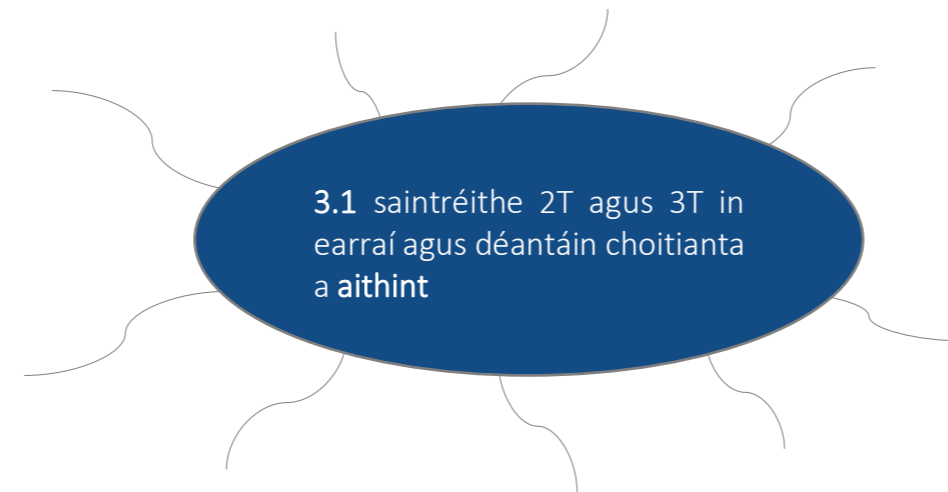 3.1 saintréithe 2T agus 3T in
earraí agus déantáin choitianta
a aithint